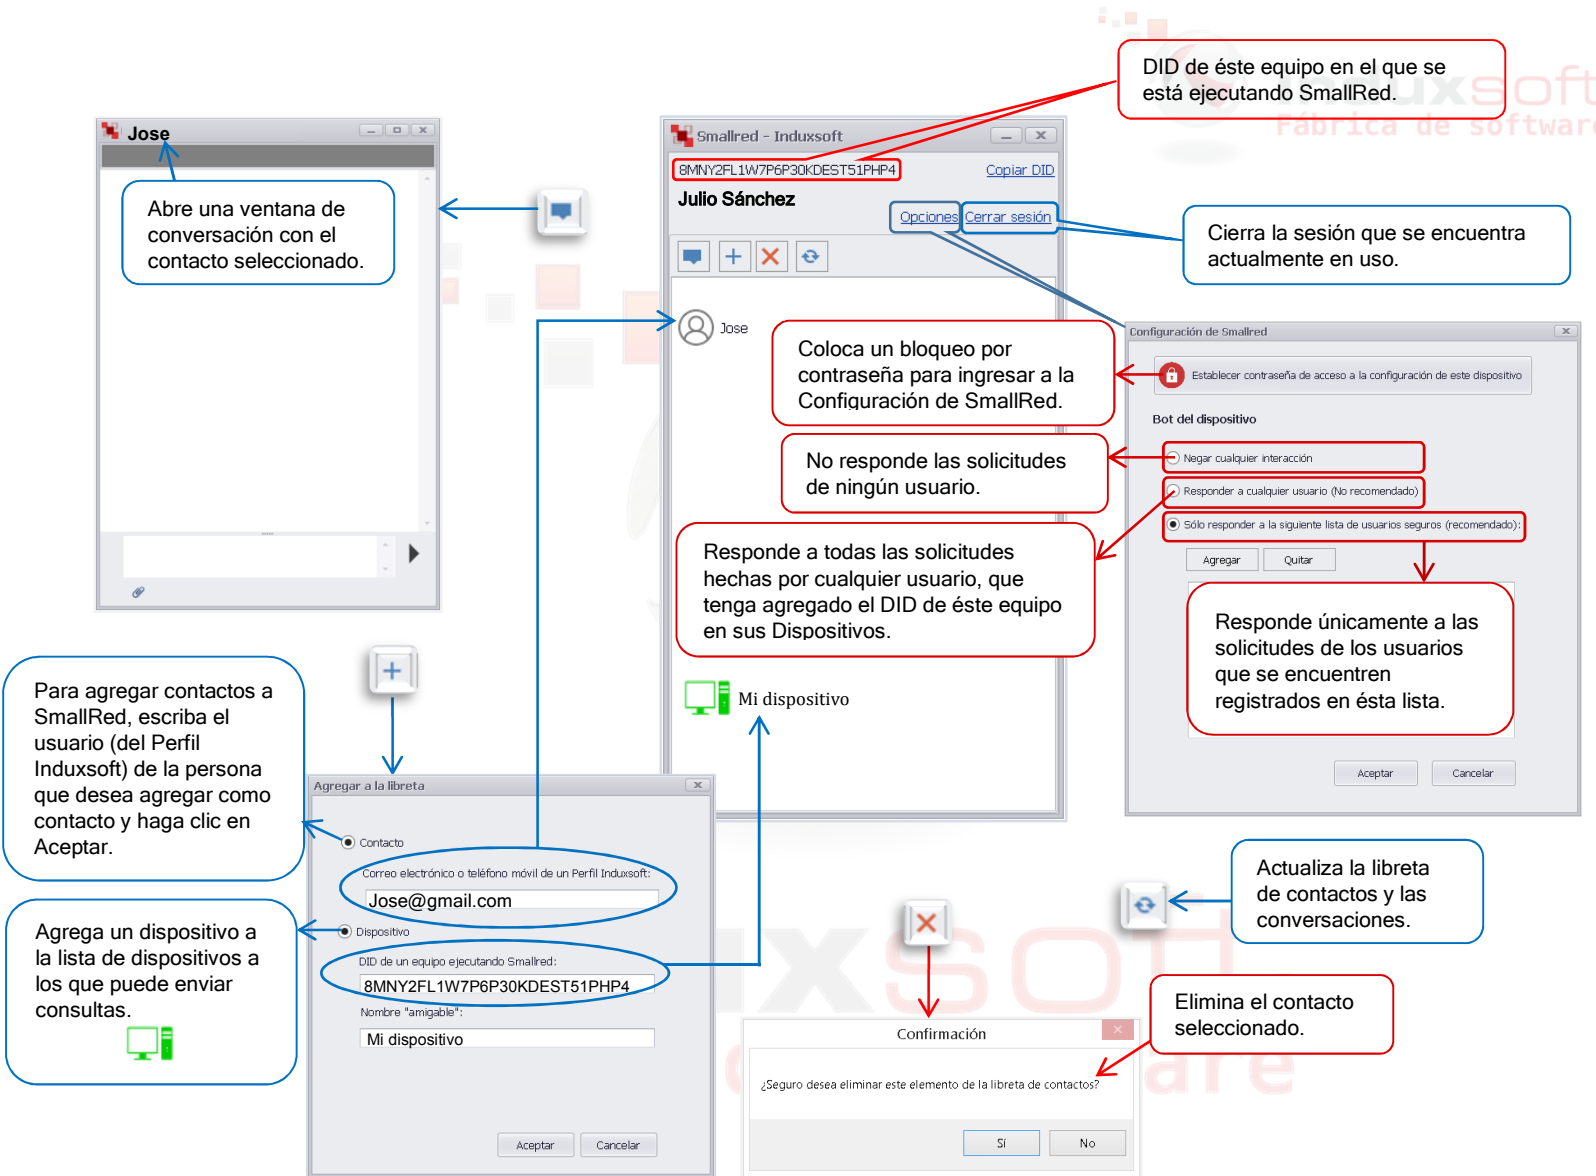 DID de éste equipo en el que se
está ejecutando SmallRed.
Induxsoft
Fábrica de software
Jose
Abre una ventana de
conversación con el
contacto seleccionado.
Smallred - Induxsoft
8MNY2FL1W7P6P30KDEST51PHP4
Copiar DID
Julio Sánchez
Opciones Cerrar sesión
Cierra la sesión que se encuentra
actualmente en uso.
Jose
Coloca un bloqueo por
contraseña para ingresar a la
Configuración de SmallRed.
No responde las solicitudes
de ningún usuario.
Responde a todas las solicitudes
hechas por cualquier usuario, que
tenga agregado el DID de éste equipo
en sus Dispositivos.
Mi dispositivo
Configuración de Smallred
Establecer contraseña de acceso a la configuración de este dispositivo
Bot del dispositivo
Negar cualquier interacción
Responder a cualquier usuario (No recomendado)
Sólo responder a la siguiente lista de usuarios seguros (recomendado):
Agregar Quitar
Responde únicamente a las
solicitudes de los usuarios
que se encuentren
registrados en ésta lista.
Aceptar Cancelar
Para agregar contactos a
SmallRed, escriba el
usuario (del Perfil
Induxsoft) de la persona
que desea agregar como
contacto y haga clic en
Aceptar.
Agrega un dispositivo a
la lista de dispositivos a
los que puede enviar
consultas.
Agregar a la libreta
Contacto
Correo electrónico o teléfono móvil de un Perfil Induxsoft:
Jose@gmail.com
Dispositivo
DID de un equipo ejecutando Smallred:
8MNY2FL1W7P6P30KDEST51PHP4
Nombre "amigable":
Mi dispositivo
Aceptar Cancelar
Actualiza la libreta
de contactos y las
conversaciones.
Elimina el contacto
seleccionado.
Confirmación
¿Seguro desea eliminar este elemento de la libreta de contactos?
Sí No